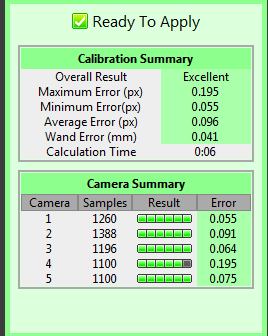 Ready To Apply
Calibration Summary
Overall Result Excellent
Maximum Error (px) 0.195
Minimum Error(px) 0.055
Average Error (px) 0.096
Wand Error (mm) 0.041
Calculation Time 0:06
Camera Summary
Camera Samples Result Error
1 1260 0.055
2 1388 0.091
3 1196 0.064
4 1100 0.195
5 1100 0.075